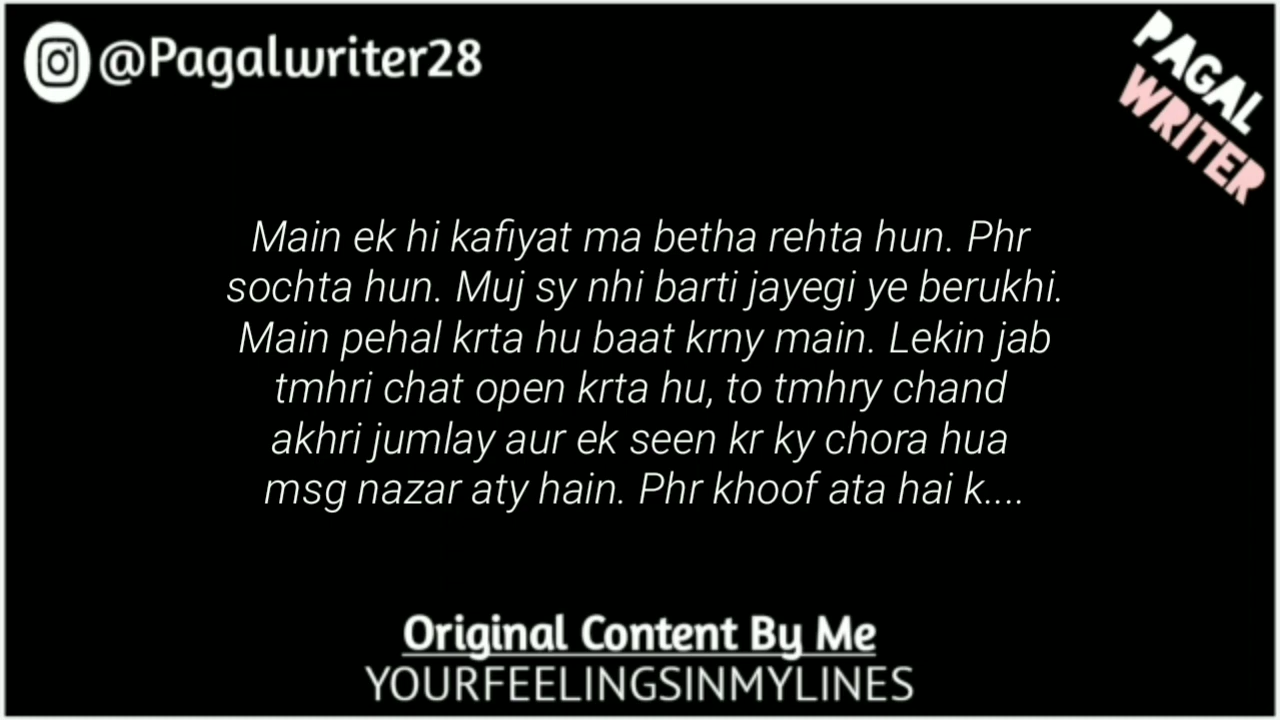 @Pagalwriter28
PAGAL
WRITER
Main ek hi kafiyat ma betha rehta hun. Phr
sochta hun. Muj sy nhi barti jayegi ye berukhi.
Main pehal krta hu baat krny main. Lekin jab
tmhri chat open krta hu, to tmhry chand
akhri jumlay aur ek seen kr ky chora hua
msg nazar aty hain. Phr khoof ata hai k....
Original Content By Me
YOURFEELINGSINMYLINES